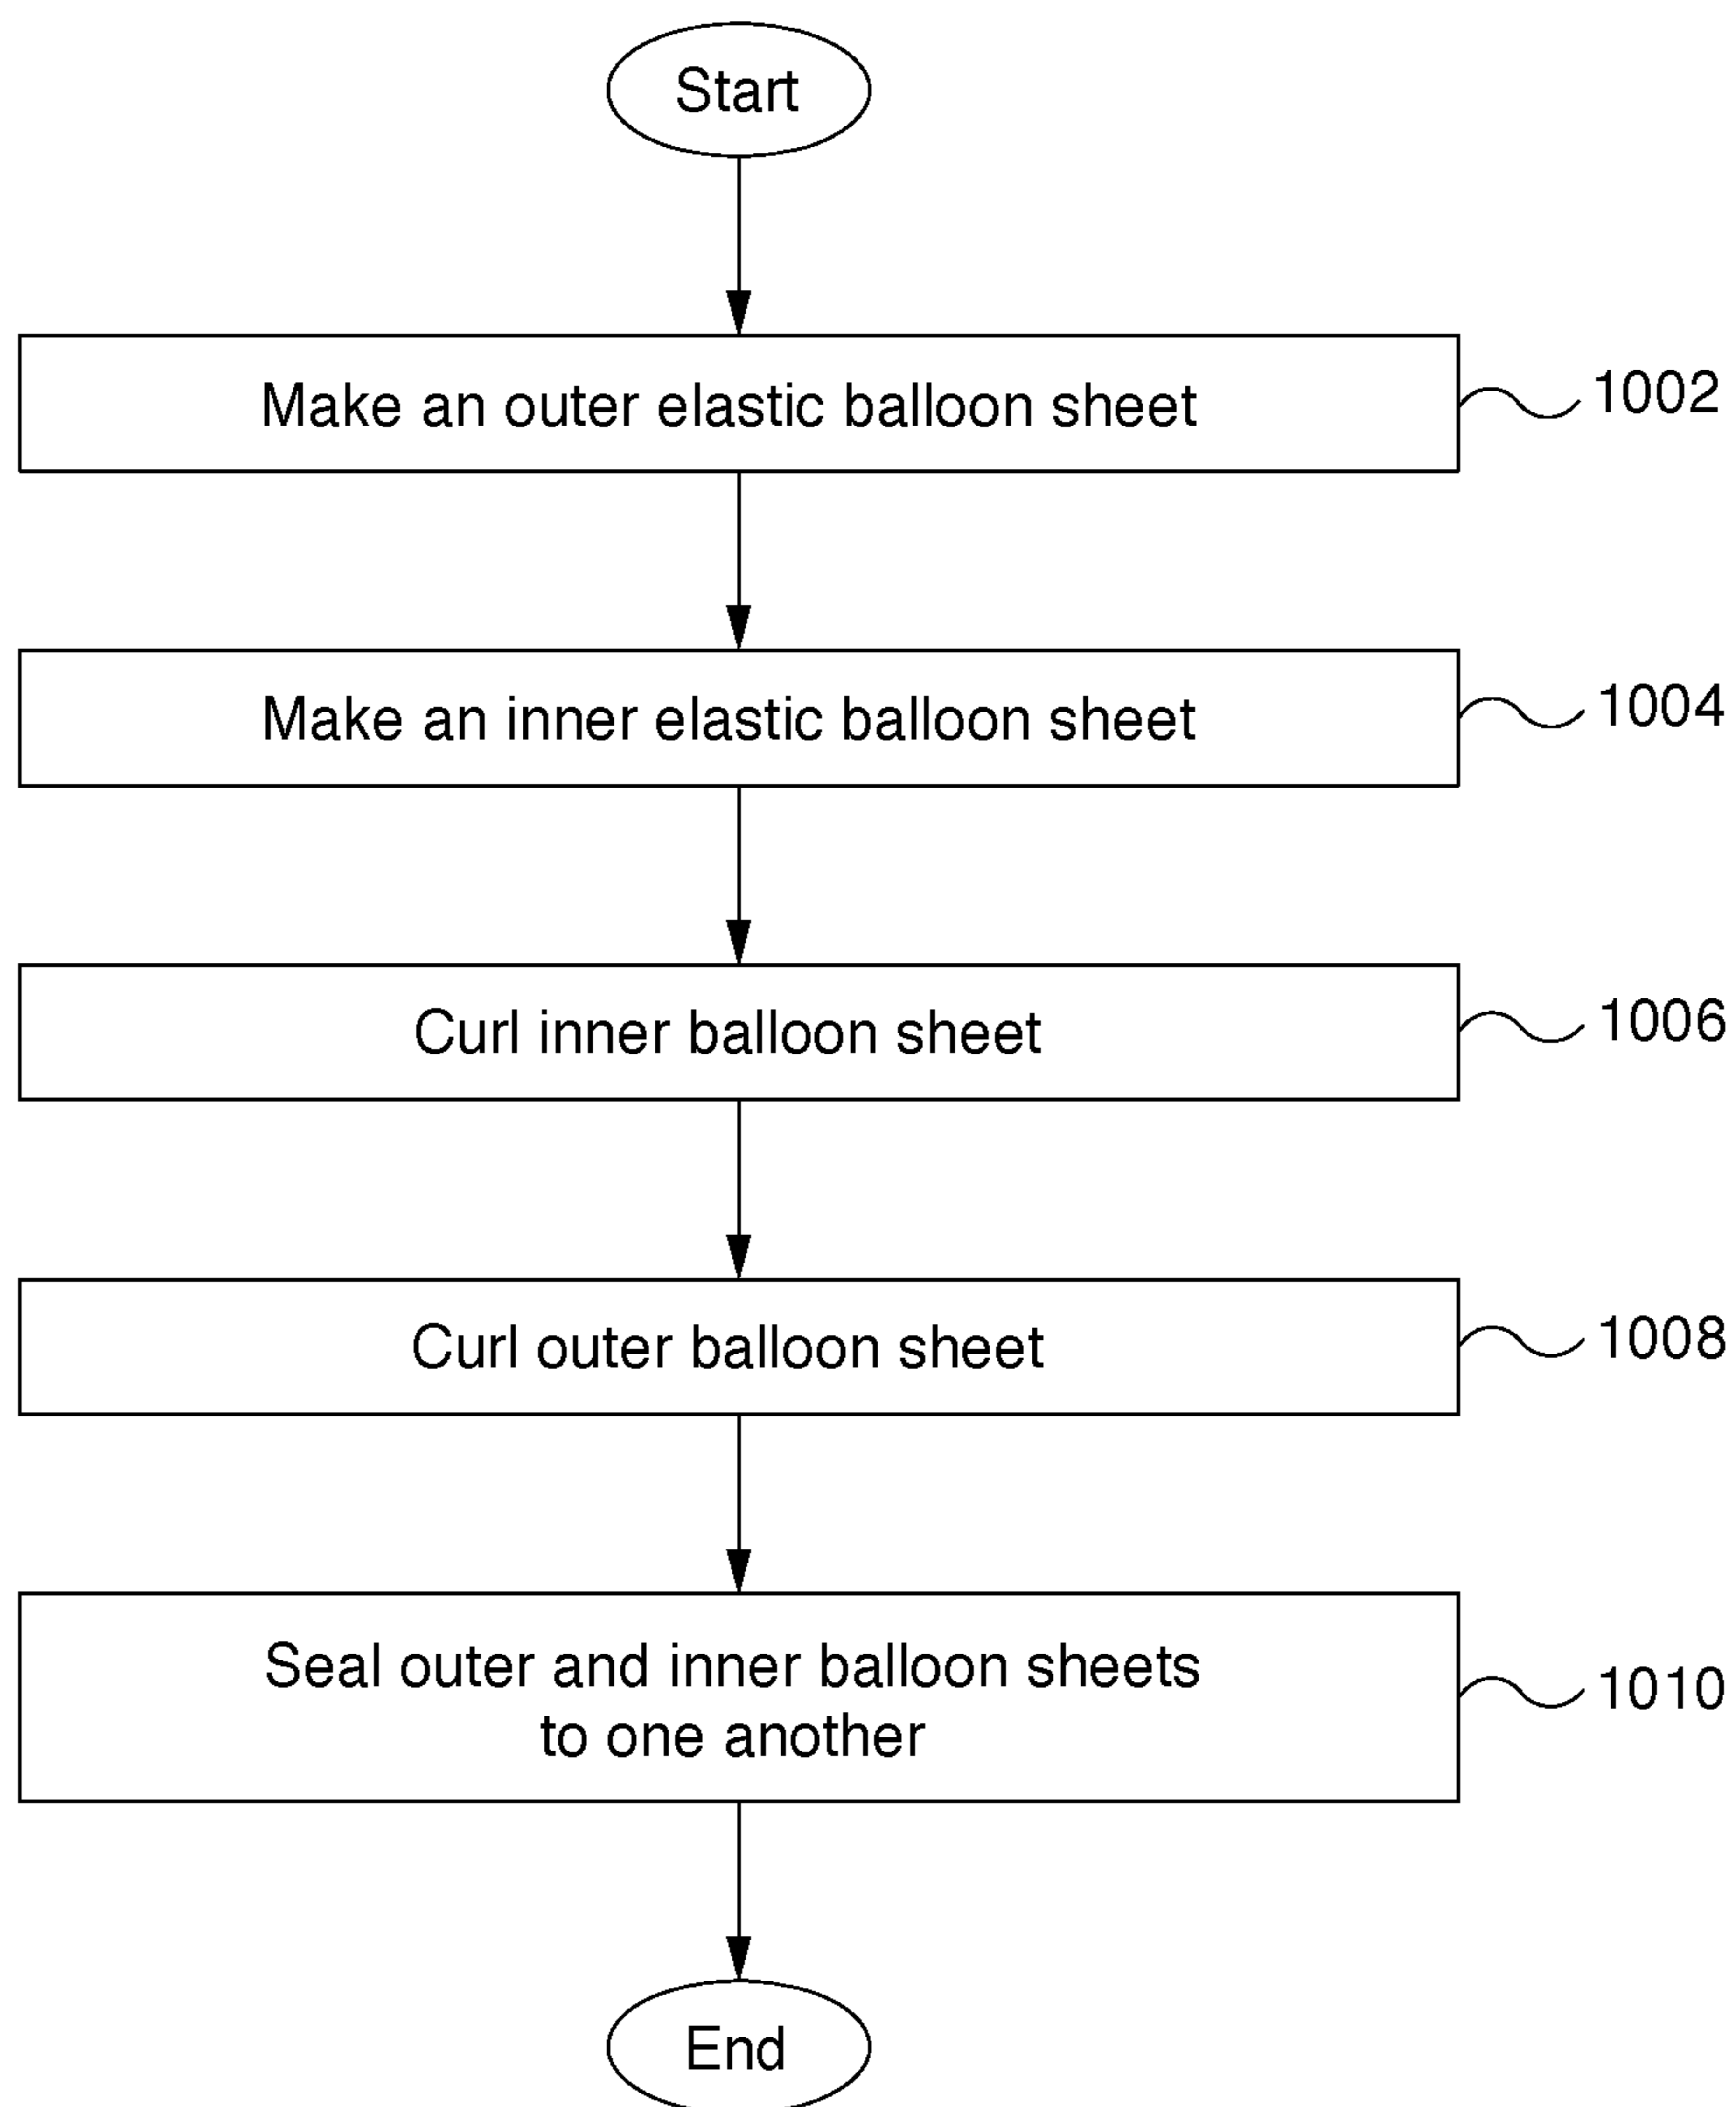 Start
Make an outer elastic balloon sheet
1002
Make an inner elastic balloon sheet
1004
Curl inner balloon sheet
1006
Curl outer balloon sheet
1008
Seal outer and inner balloon sheets
to one another
1010
End